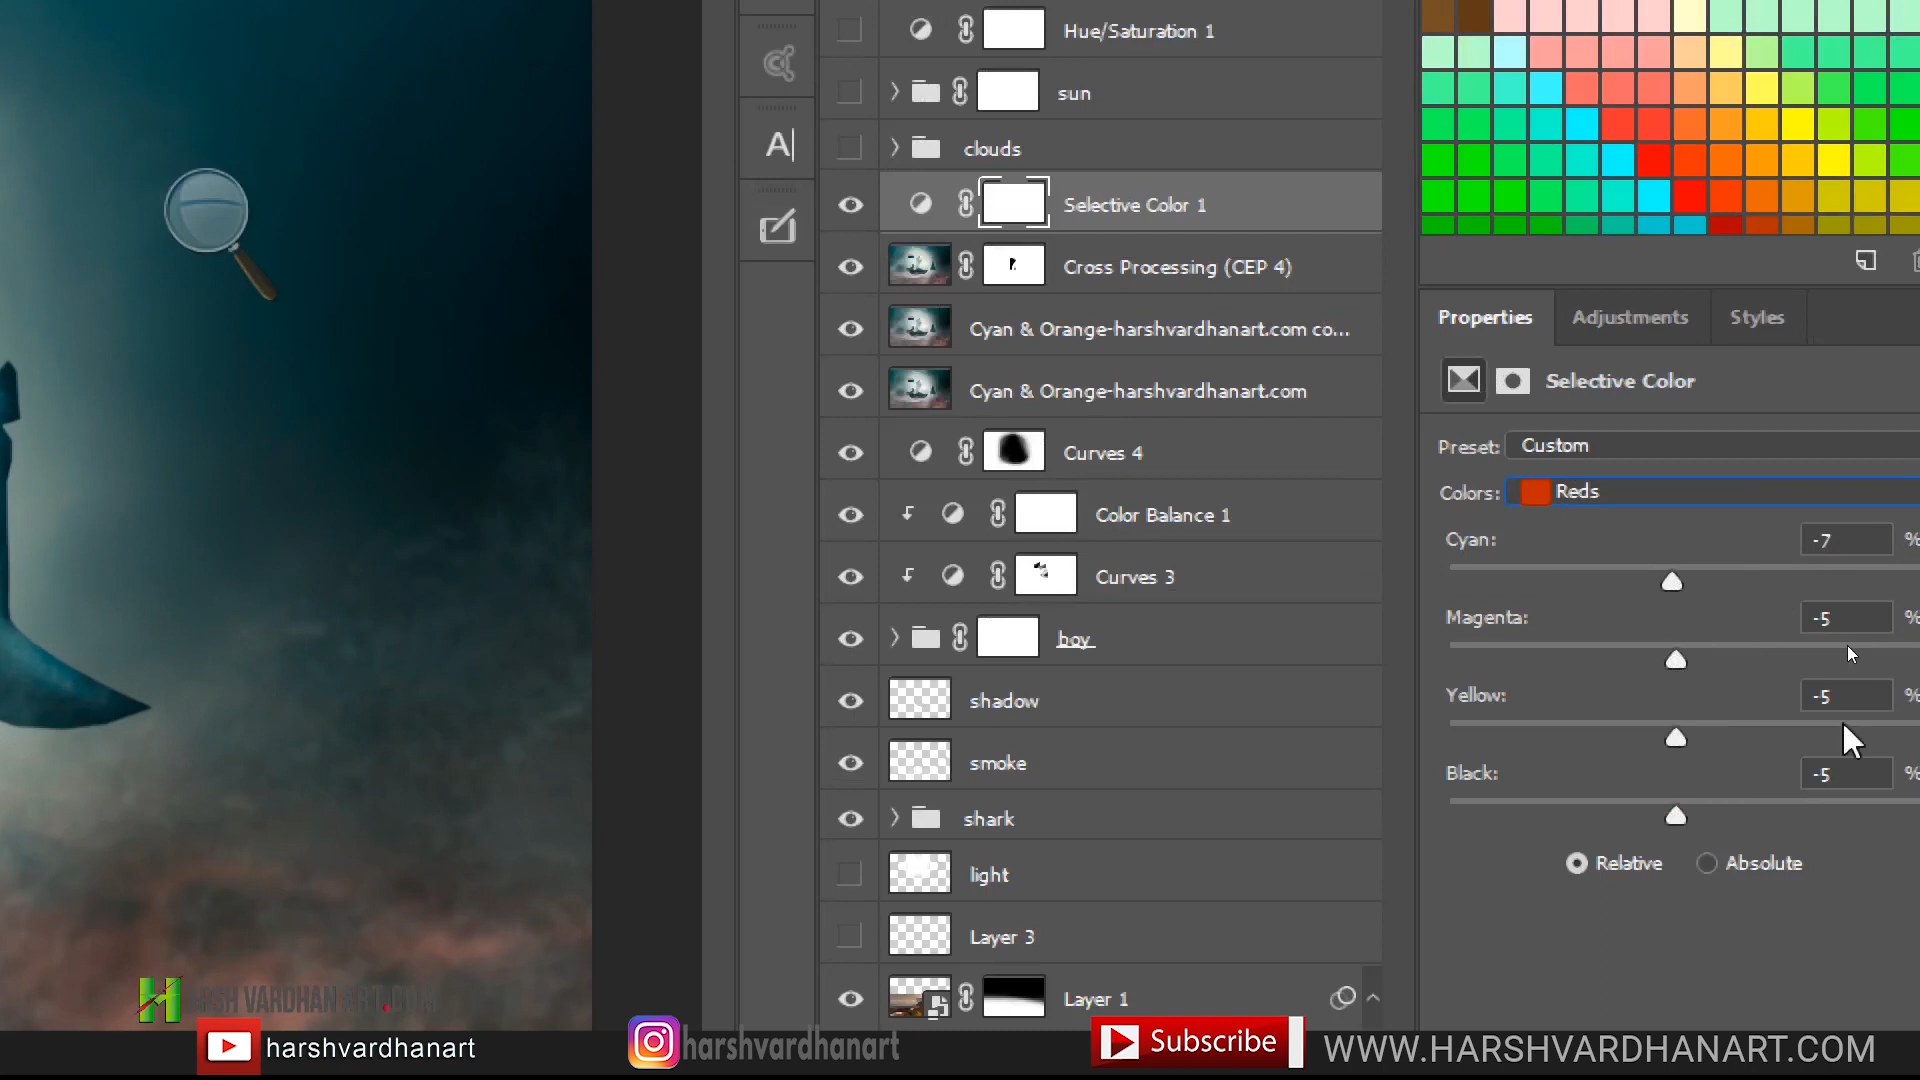 Hue/Saturation 1
sun
clouds
Selective Color 1
Cross Processing (CEP 4)
Cyan & Orange-harshvardhanart.com co...
Cyan & Orange-harshvardhanart.com
Curves 4
Color Balance 1
Curves 3
boy
shadow
smoke
shark
light
Layer 3
Layer 1
A
Properties
Adjustments
Styles
Selective Color
Preset: Custom
Colors: Reds
Cyan: -7 %
Magenta: -5 %
Yellow: -5 %
Black: -5 %
Relative Absolute
VARDHAN
harshvardhanart
harshvardhanart
Subscribe
WWW.HARSHVARDHANART.COM